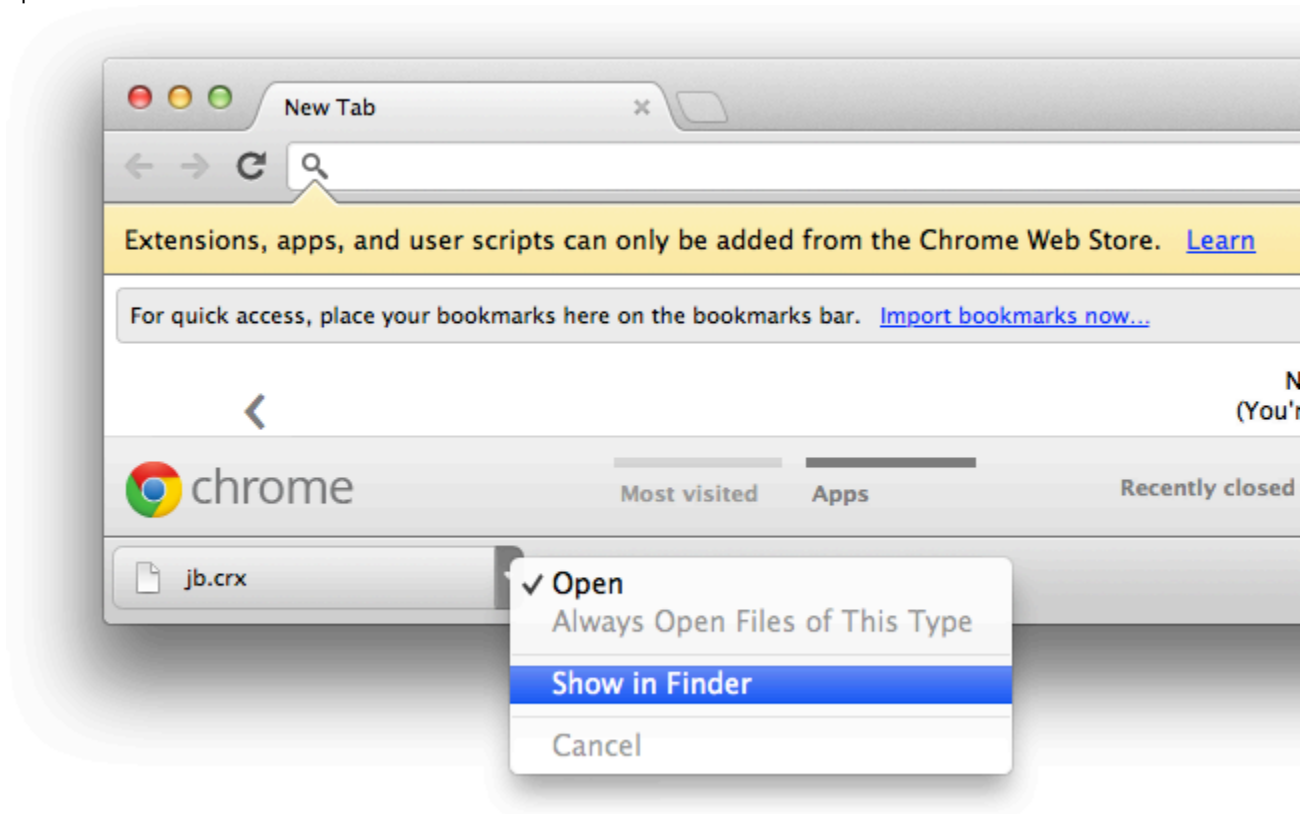 New Tab
Extensions, apps, and user scripts can only be added from the Chrome Web Store. Learn
For quick access, place your bookmarks here on the bookmarks bar. Import bookmarks now...
N
(You'r
chrome
Most visited
Apps
Recently closed
jb.crx
Open
Always Open Files of This Type
Show in Finder
Cancel